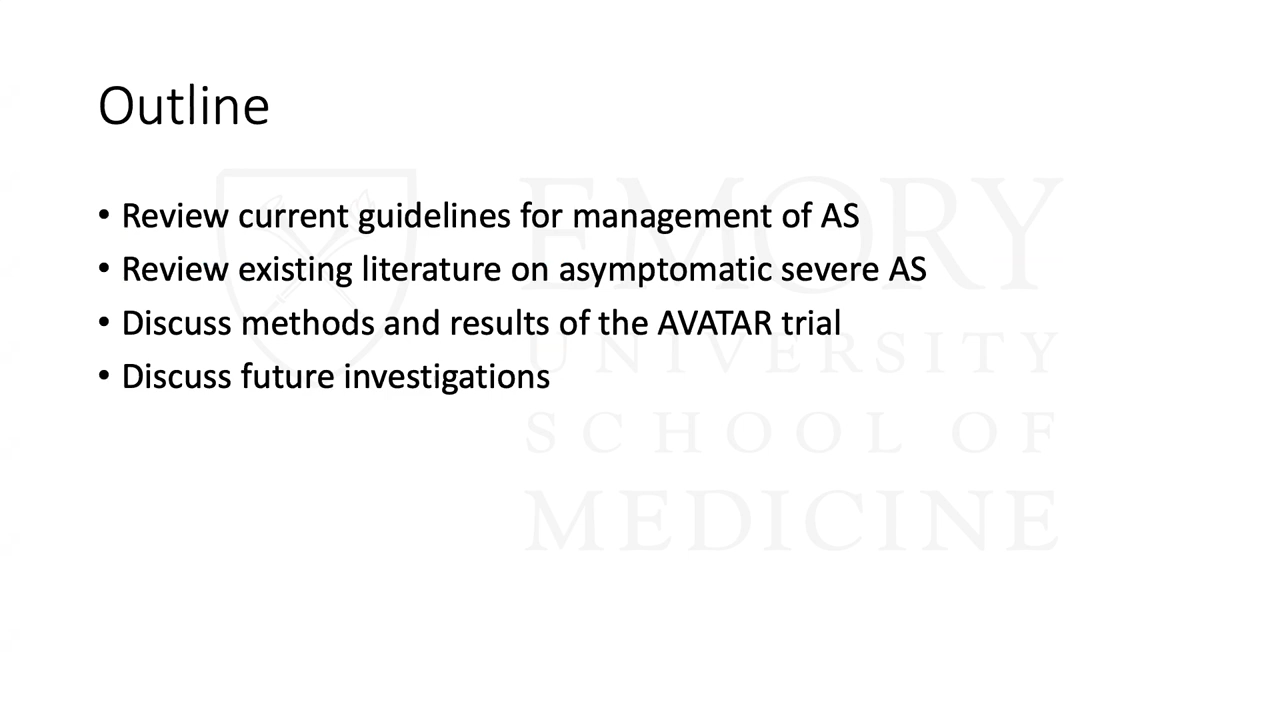 Outline
• Review current guidelines for management of AS
• Review existing literature on asymptomatic severe AS
• Discuss methods and results of the AVATAR trial
• Discuss future investigations
EMORY
UNIVERSITY
SCHOOL OF
MEDICINE